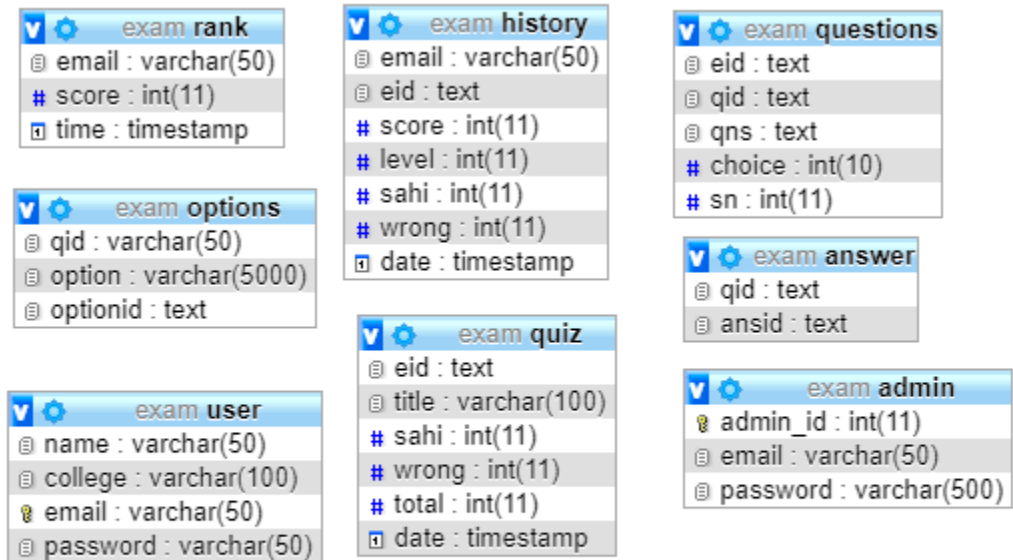 exam rank
email : varchar(50)
score : int(11)
time : timestamp
exam options
qid : varchar(50)
option : varchar(5000)
optionid : text
exam user
name : varchar(50)
college : varchar(100)
email : varchar(50)
password : varchar(50)
exam history
email : varchar(50)
eid : text
score : int(11)
level : int(11)
sahi : int(11)
wrong : int(11)
date : timestamp
exam quiz
eid : text
title : varchar(100)
sahi : int(11)
wrong : int(11)
total : int(11)
date : timestamp
exam questions
eid : text
qid : text
qns : text
choice : int(10)
sn : int(11)
exam answer
qid : text
ansid : text
exam admin
admin_id : int(11)
email : varchar(50)
password : varchar(500)